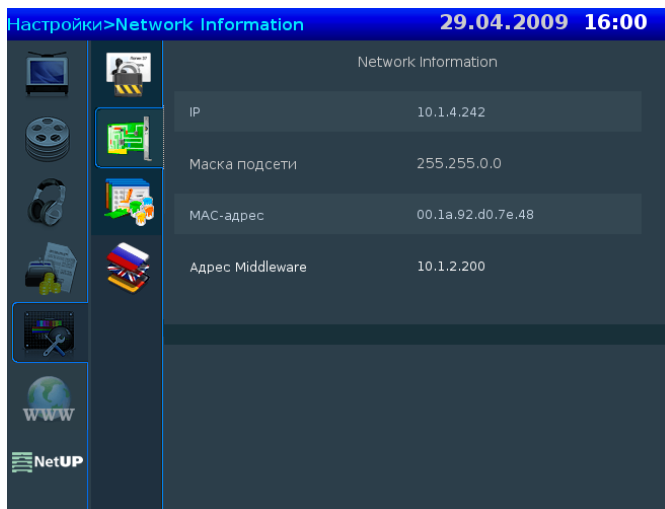 Настройки>Network Information 29.04.2009 16:00
Network Information
IP 10.1.4.242
Маска подсети 255.255.0.0
MAC-адрес 00.1a.92.d0.7e.48
Адрес Middleware 10.1.2.200
www
NetUP